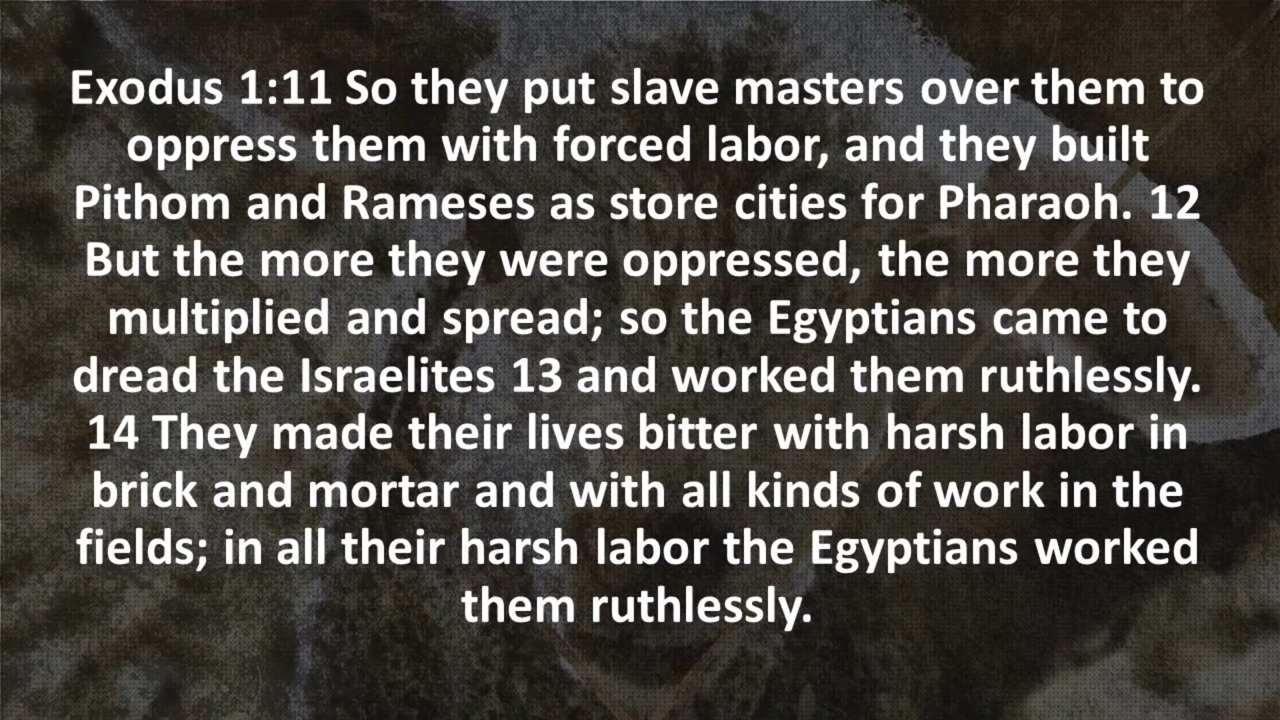 Exodus 1:11 So they put slave masters over them to
oppress them with forced labor, and they built
Pithom and Rameses as store cities for Pharaoh. 12
But the more they were oppressed, the more they
multiplied and spread; so the Egyptians came to
dread the Israelites 13 and worked them ruthlessly.
14 They made their lives bitter with harsh labor in
brick and mortar and with all kinds of work in the
fields; in all their harsh labor the Egyptians worked
them ruthlessly.